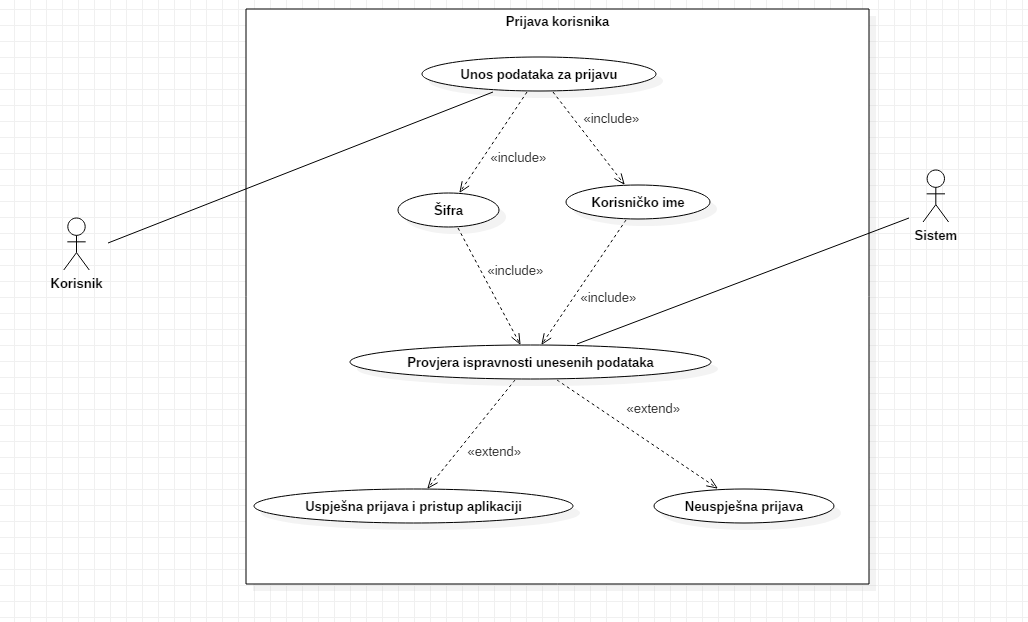 Prijava korisnika
Unos podataka za prijavu
«include»
«include»
Šifra
Korisničko ime
Sistem
Korisnik
«include»
«include»
Provjera ispravnosti unesenih podataka
«extend»
«extend»
Uspješna prijava i pristup aplikaciji
Neuspješna prijava